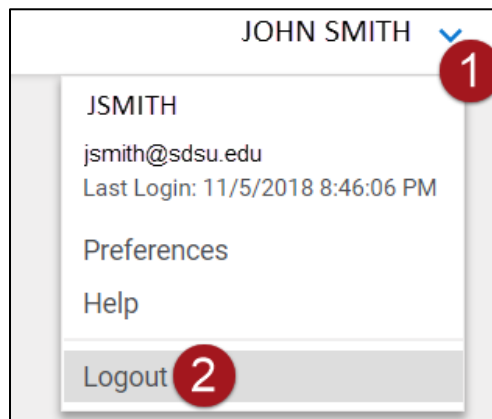 JOHN SMITH
1
JSMITH
jsmith@sdsu.edu
Last Login: 11/5/2018 8:46:06 PM
Preferences
Help
Logout 2